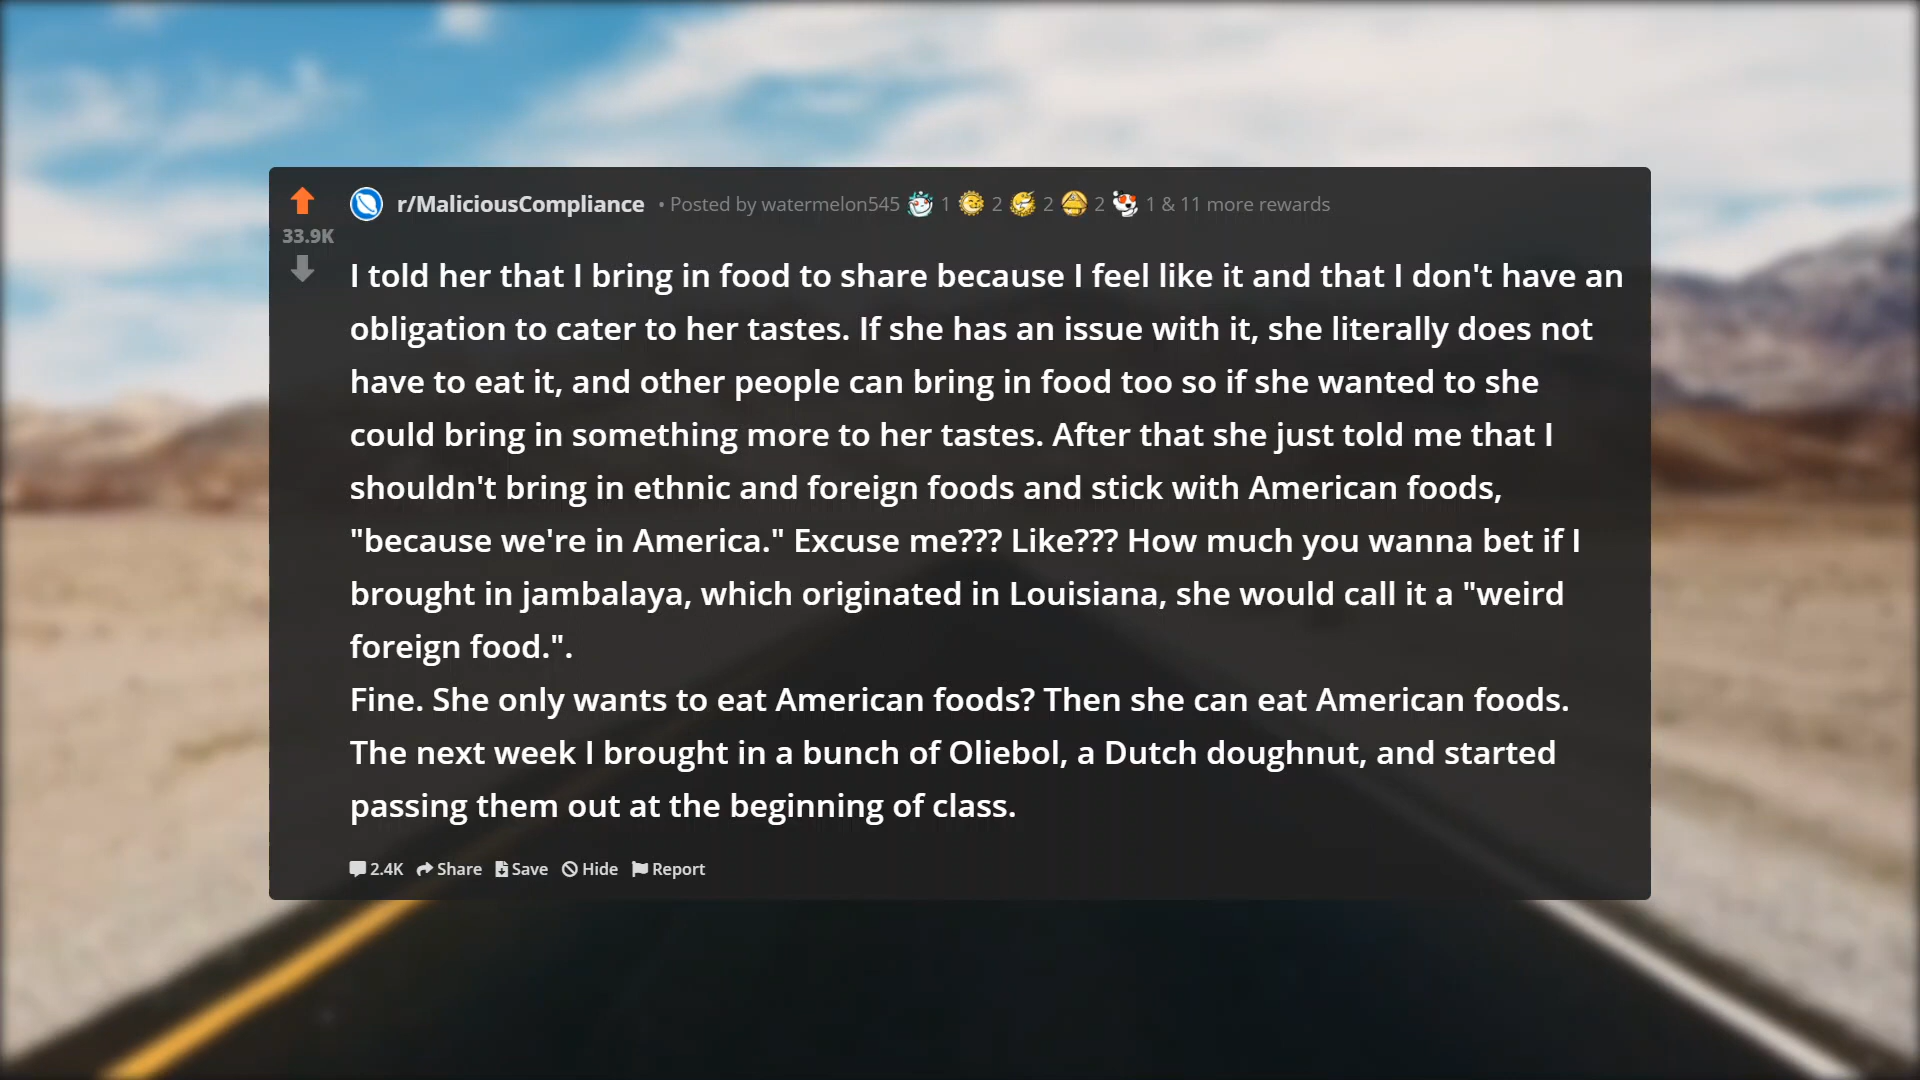 r/MaliciousCompliance • Posted by watermelon545 1 2 2 2 1 & 11 more rewards
33.9K
I told her that I bring in food to share because I feel like it and that I don't have an
obligation to cater to her tastes. If she has an issue with it, she literally does not
have to eat it, and other people can bring in food too so if she wanted to she
could bring in something more to her tastes. After that she just told me that I
shouldn't bring in ethnic and foreign foods and stick with American foods,
"because we're in America." Excuse me??? Like??? How much you wanna bet if I
brought in jambalaya, which originated in Louisiana, she would call it a "weird
foreign food.".
Fine. She only wants to eat American foods? Then she can eat American foods.
The next week I brought in a bunch of Oliebol, a Dutch doughnut, and started
passing them out at the beginning of class.
2.4K Share Save Hide Report